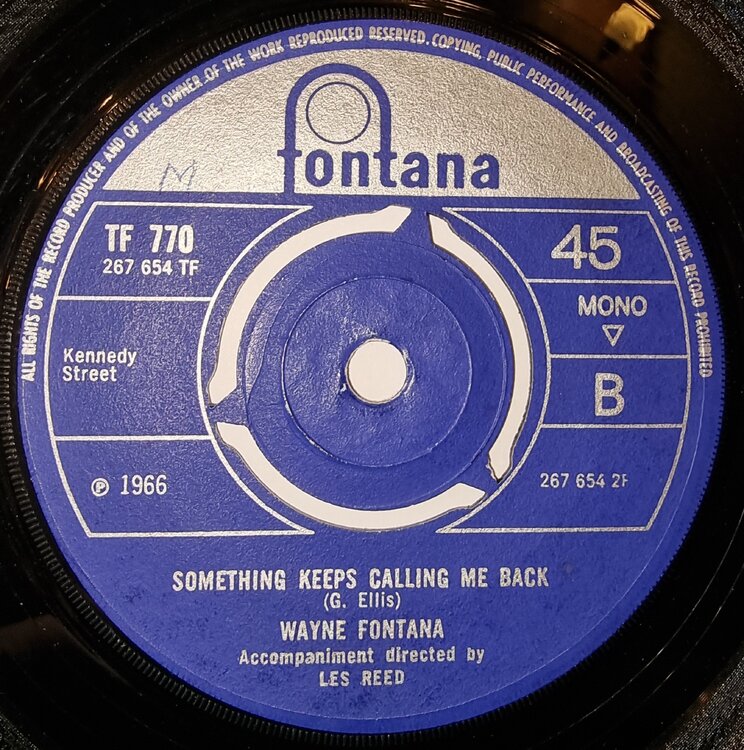 ALL RIGHTS OF THE RECORD PRODUCER AND OF THE OWNER OF THE WORK REPRODUCED RESERVED. COPYING, PUBLIC PERFORMANCE AND BROADCASTING OF THIS RECORD PROHIBITED
fontana
M
TF 770
267 654 TF
45
MONO
▽
Kennedy
Street
B
℗ 1966
267 654 2F
SOMETHING KEEPS CALLING ME BACK
(G. Ellis)
WAYNE FONTANA
Accompaniment directed by
LES REED